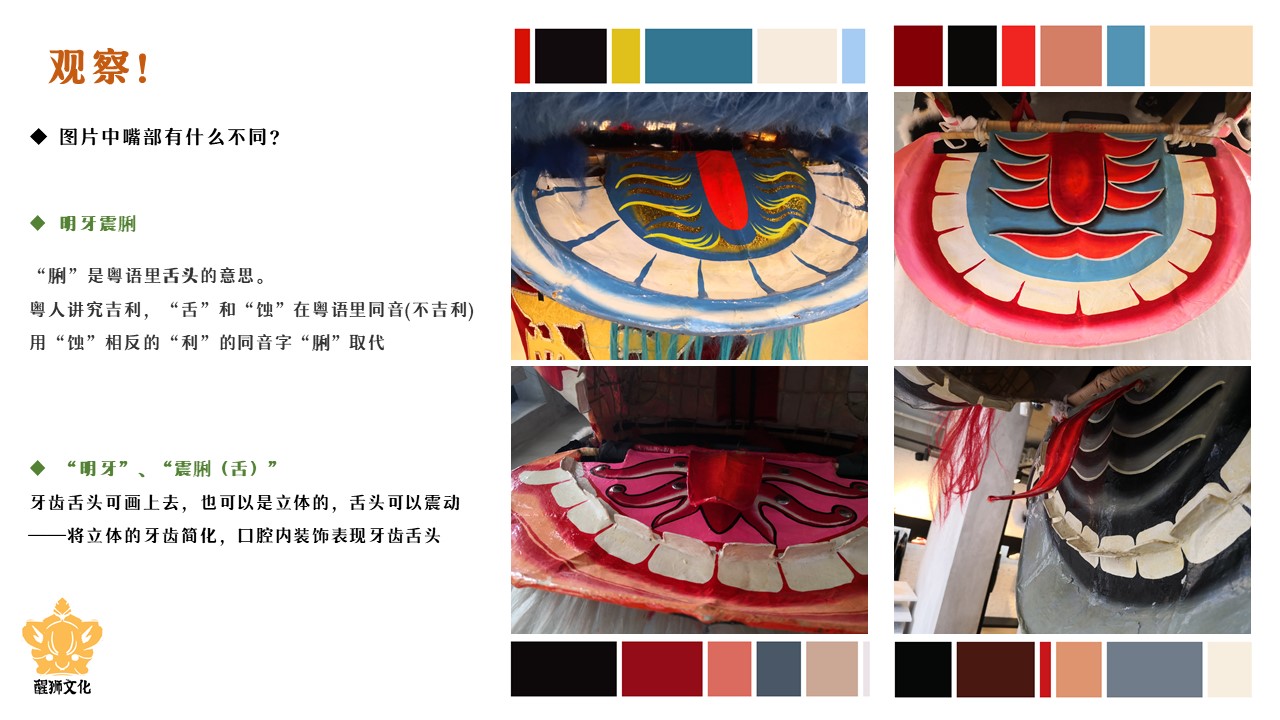 观察！
◆ 图片中嘴部有什么不同？
◆ 明牙震脷
“脷”是粤语里舌头的意思。
粤人讲究吉利，“舌”和“蚀”在粤语里同音(不吉利)
用“蚀”相反的“利”的同音字“脷”取代
◆ “明牙”、“震脷（舌）”
牙齿舌头可画上去，也可以是立体的，舌头可以震动
——将立体的牙齿简化，口腔内装饰表现牙齿舌头
醒狮文化